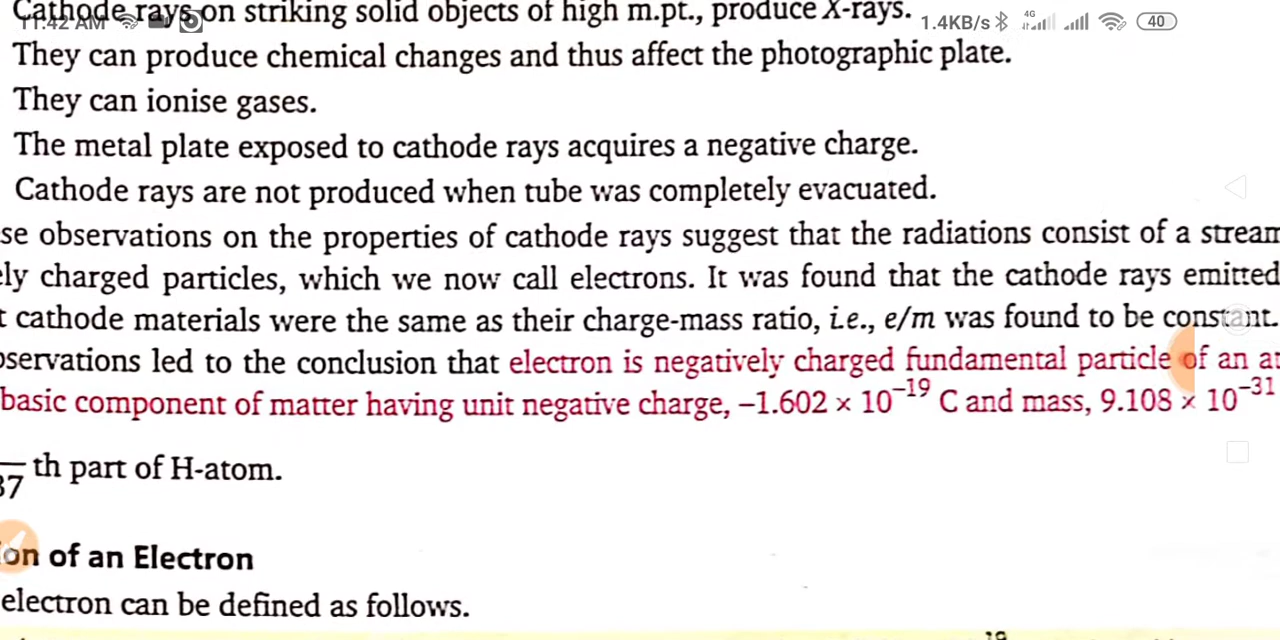 Cathode rays on striking solid objects of high m.pt., produce X-rays.
11:42 AM 1.4KB/s 4G 40
They can produce chemical changes and thus affect the photographic plate.
They can ionise gases.
The metal plate exposed to cathode rays acquires a negative charge.
Cathode rays are not produced when tube was completely evacuated.
se observations on the properties of cathode rays suggest that the radiations consist of a stream
ely charged particles, which we now call electrons. It was found that the cathode rays emitted
t cathode materials were the same as their charge-mass ratio, i.e., e/m was found to be constant.
bservations led to the conclusion that electron is negatively charged fundamental particle of an at
basic component of matter having unit negative charge, −1.602 × 10⁻¹⁹ C and mass, 9.108 × 10⁻³¹
37 th part of H-atom.
ion of an Electron
electron can be defined as follows.